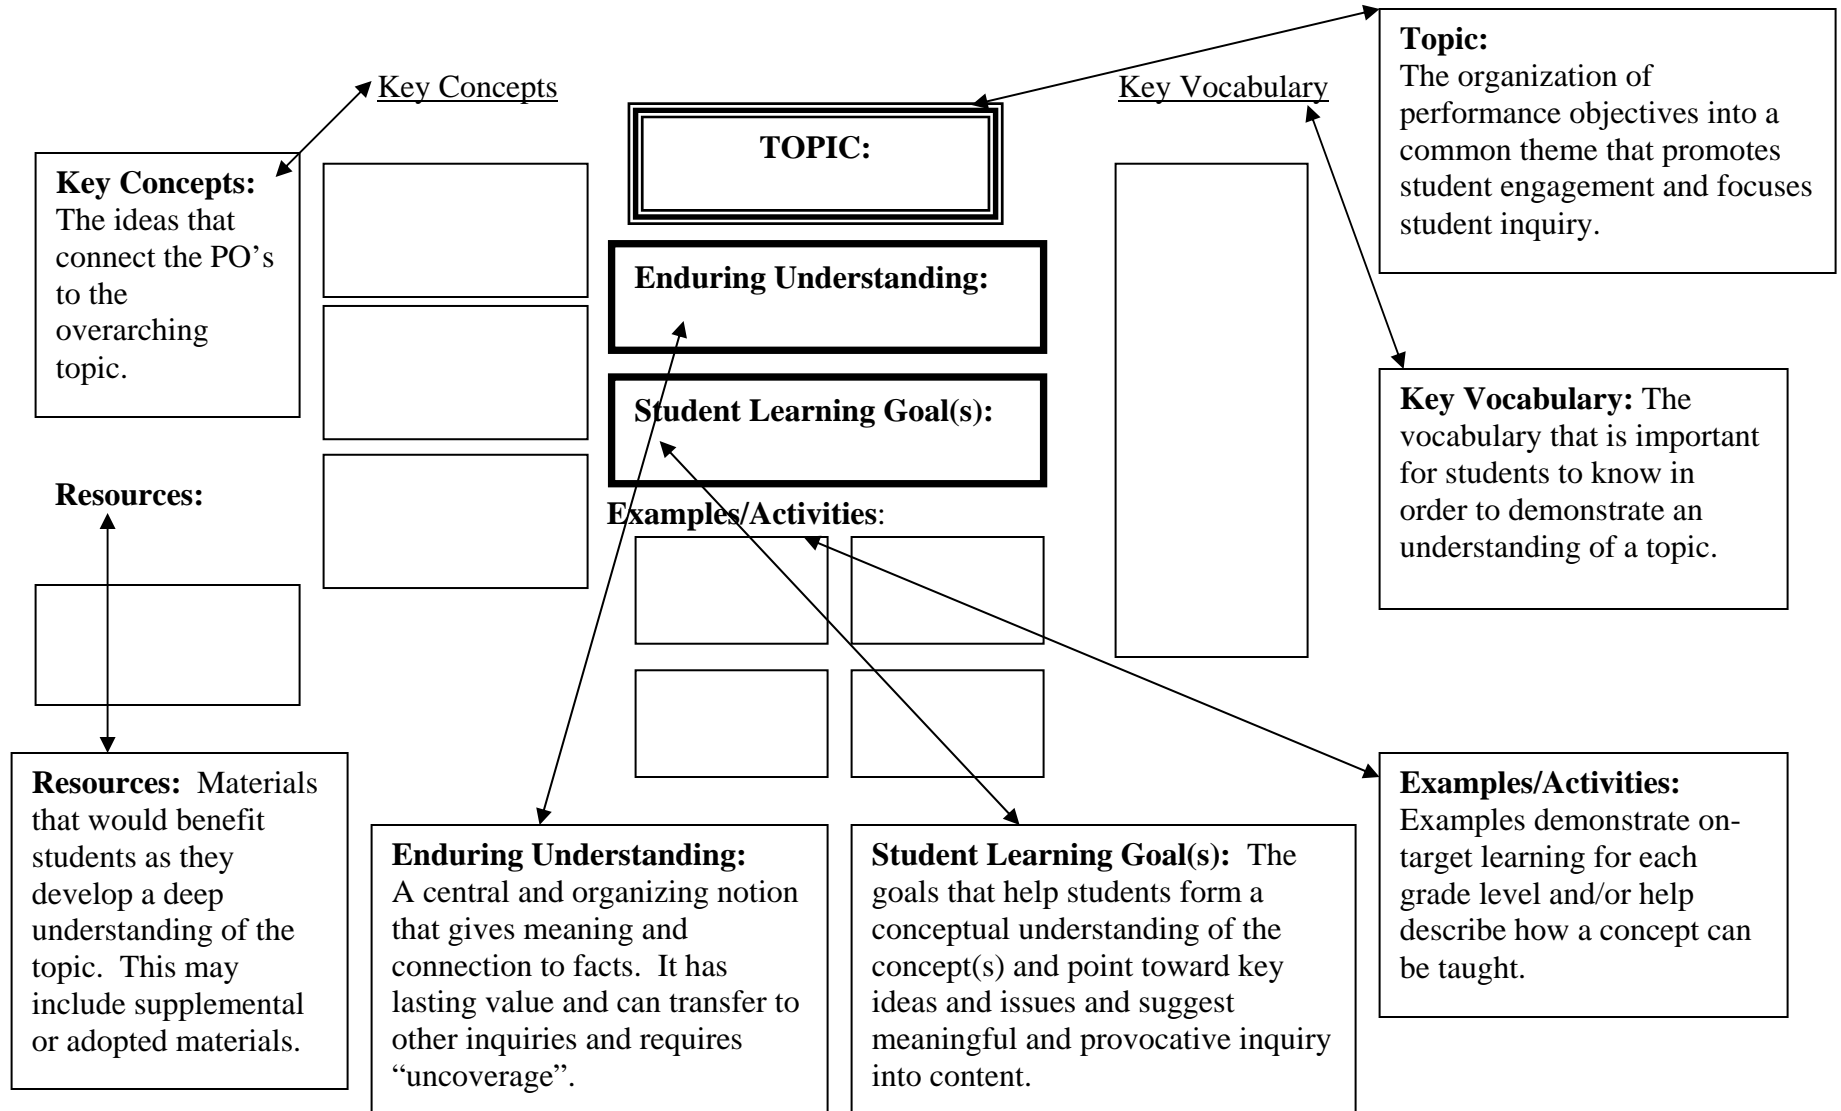 Key Concepts
Key Vocabulary
TOPIC:
Topic:
The organization of
performance objectives into a
common theme that promotes
student engagement and focuses
student inquiry.
Key Concepts:
The ideas that
connect the PO’s
to the
overarching
topic.
Enduring Understanding:
Student Learning Goal(s):
Key Vocabulary: The
vocabulary that is important
for students to know in
order to demonstrate an
understanding of a topic.
Resources:
Examples/Activities:
Resources:  Materials
that would benefit
students as they
develop a deep
understanding of the
topic.  This may
include supplemental
or adopted materials.
Enduring Understanding:
A central and organizing notion
that gives meaning and
connection to facts.  It has
lasting value and can transfer to
other inquiries and requires
“uncoverage”.
Student Learning Goal(s):  The
goals that help students form a
conceptual understanding of the
concept(s) and point toward key
ideas and issues and suggest
meaningful and provocative inquiry
into content.
Examples/Activities:
Examples demonstrate on-
target learning for each
grade level and/or help
describe how a concept can
be taught.